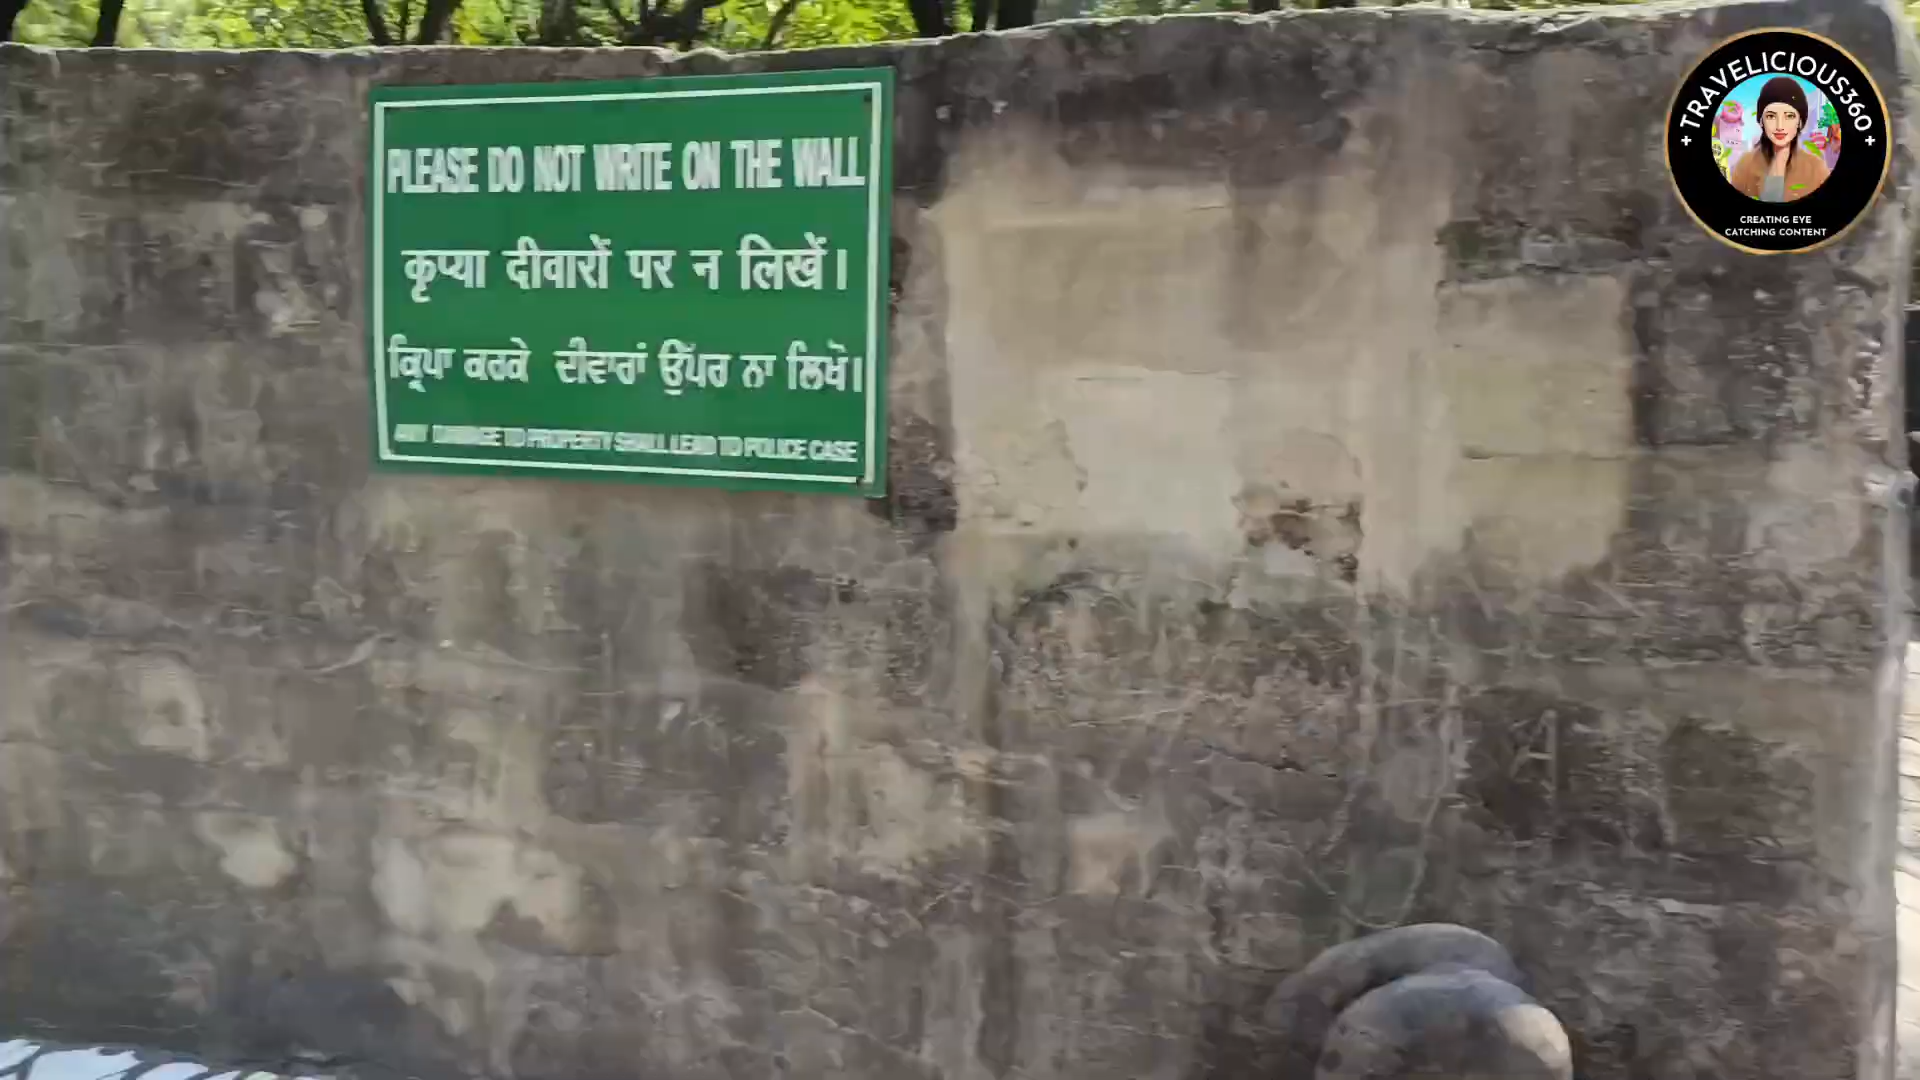 PLEASE DO NOT WRITE ON THE WALL
कृप्या दीवारों पर न लिखें।
ਕ੍ਰਿਪਾ ਕਰਕੇ ਦੀਵਾਰਾਂ ਉੱਪਰ ਨਾ ਲਿਖੋ।
ANY DAMAGE TO PROPERTY SHALL LEAD TO POLICE CASE
TRAVELICIOUS360
CREATING EYE
CATCHING CONTENT